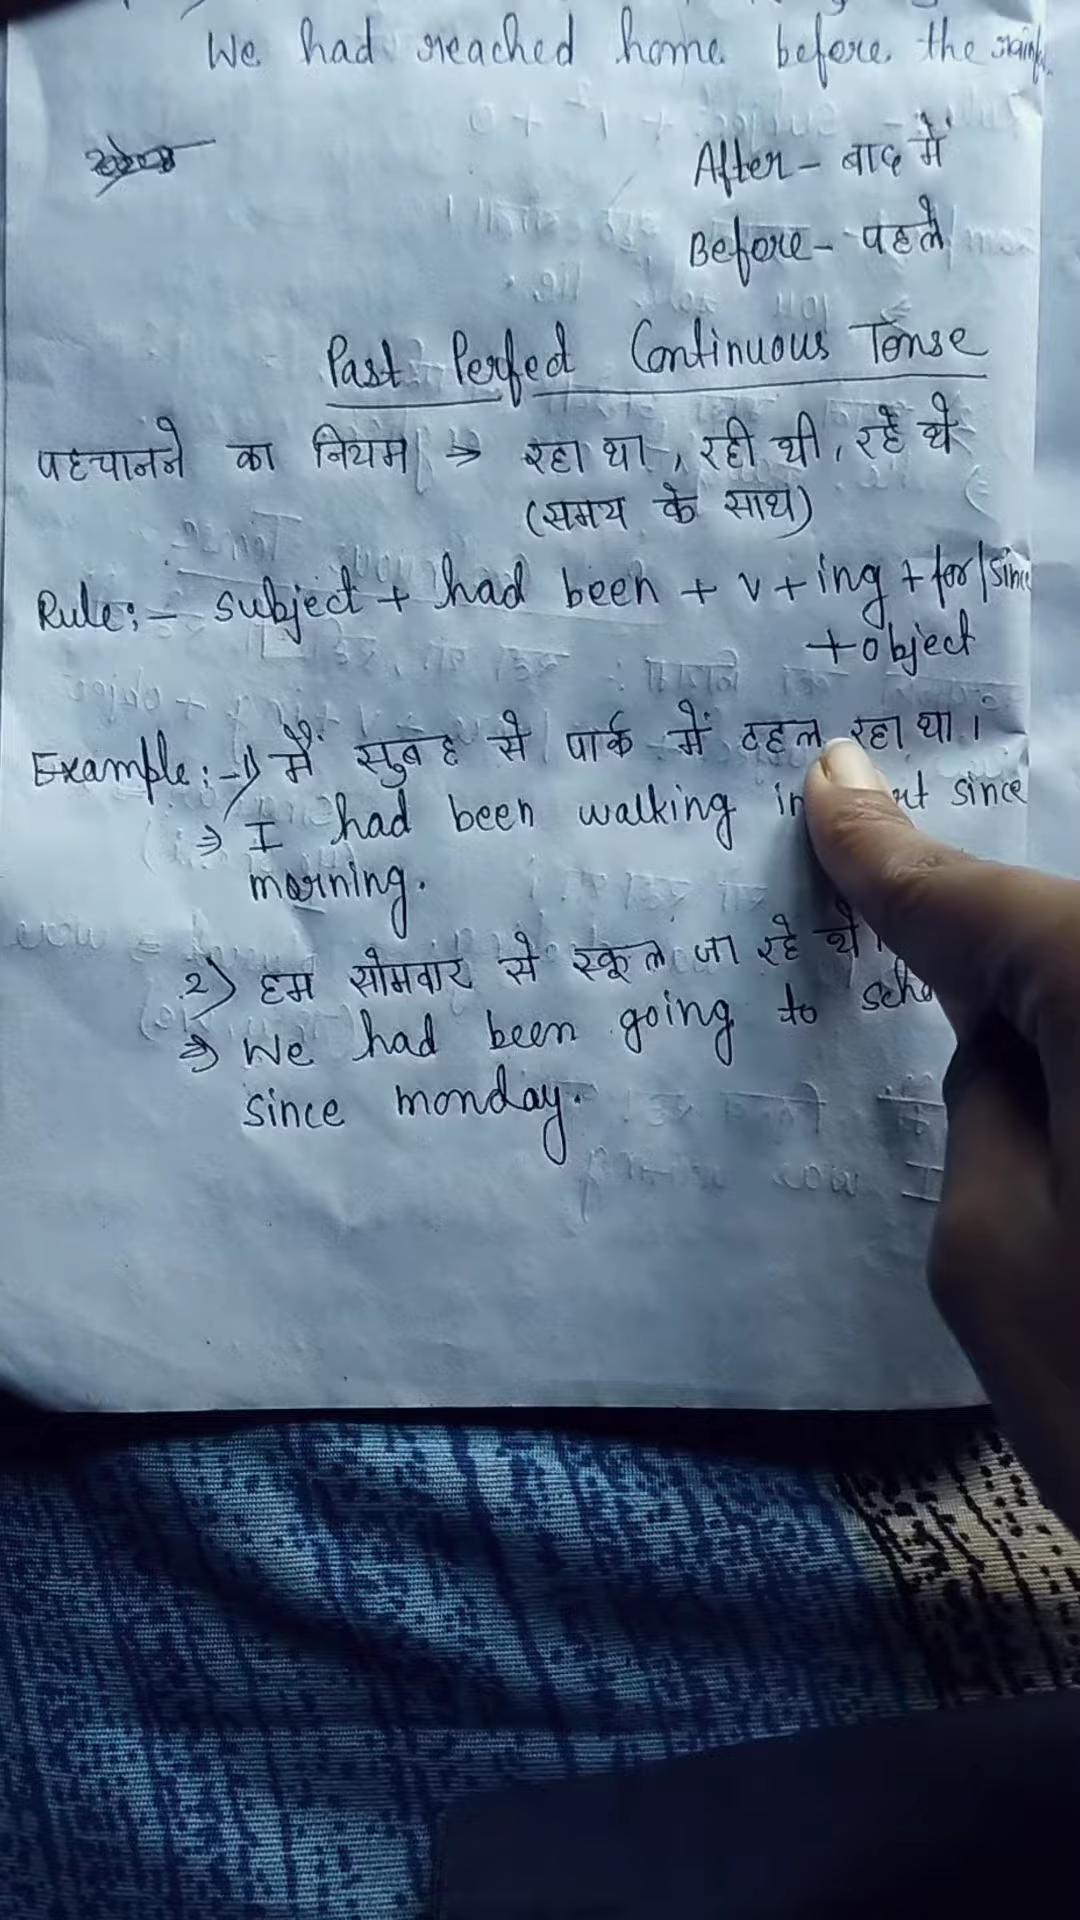 We had reached home before the
After - बाद में
Before - पहले
Past Perfect Continuous Tense
पहचानने का नियम → रहा था, रही थी, रहे थे
(समय के साथ)
Rule:- subject + had been + v + ing + for/since
+ object
Example:- 1) मैं सुबह से पार्क में टहल रहा था।
⇒ I had been walking in since
morning.
2) हम सोमवार से स्कूल जा रहे थे।
⇒ We had been going to
since monday.